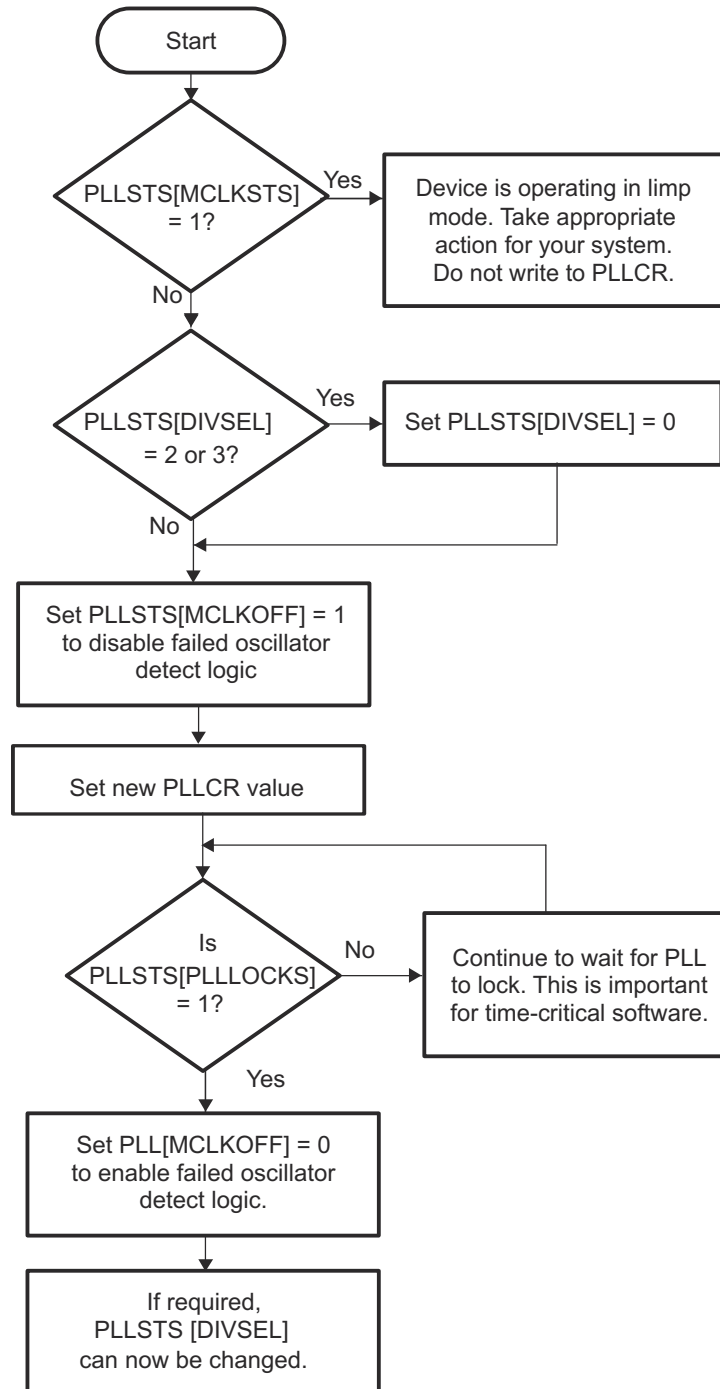 Start
PLLSTS[MCLKSTS]
= 1?
Yes
Device is operating in limp
mode. Take appropriate
action for your system.
Do not write to PLLCR.
No
PLLSTS[DIVSEL]
= 2 or 3?
Yes
Set PLLSTS[DIVSEL] = 0
No
Set PLLSTS[MCLKOFF] = 1
to disable failed oscillator
detect logic
Set new PLLCR value
Is
PLLSTS[PLLLOCKS]
= 1?
No
Continue to wait for PLL
to lock. This is important
for time-critical software.
Yes
Set PLL[MCLKOFF] = 0
to enable failed oscillator
detect logic.
If required,
PLLSTS [DIVSEL]
can now be changed.